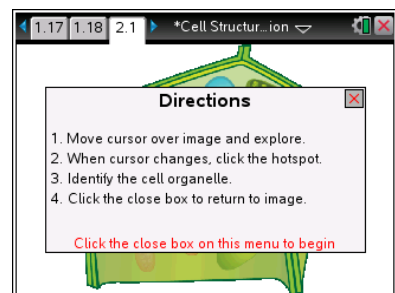 1.17 1.18 2.1 *Cell Structur...ion
Directions
1. Move cursor over image and explore.
2. When cursor changes, click the hotspot.
3. Identify the cell organelle.
4. Click the close box to return to image.
Click the close box on this menu to begin